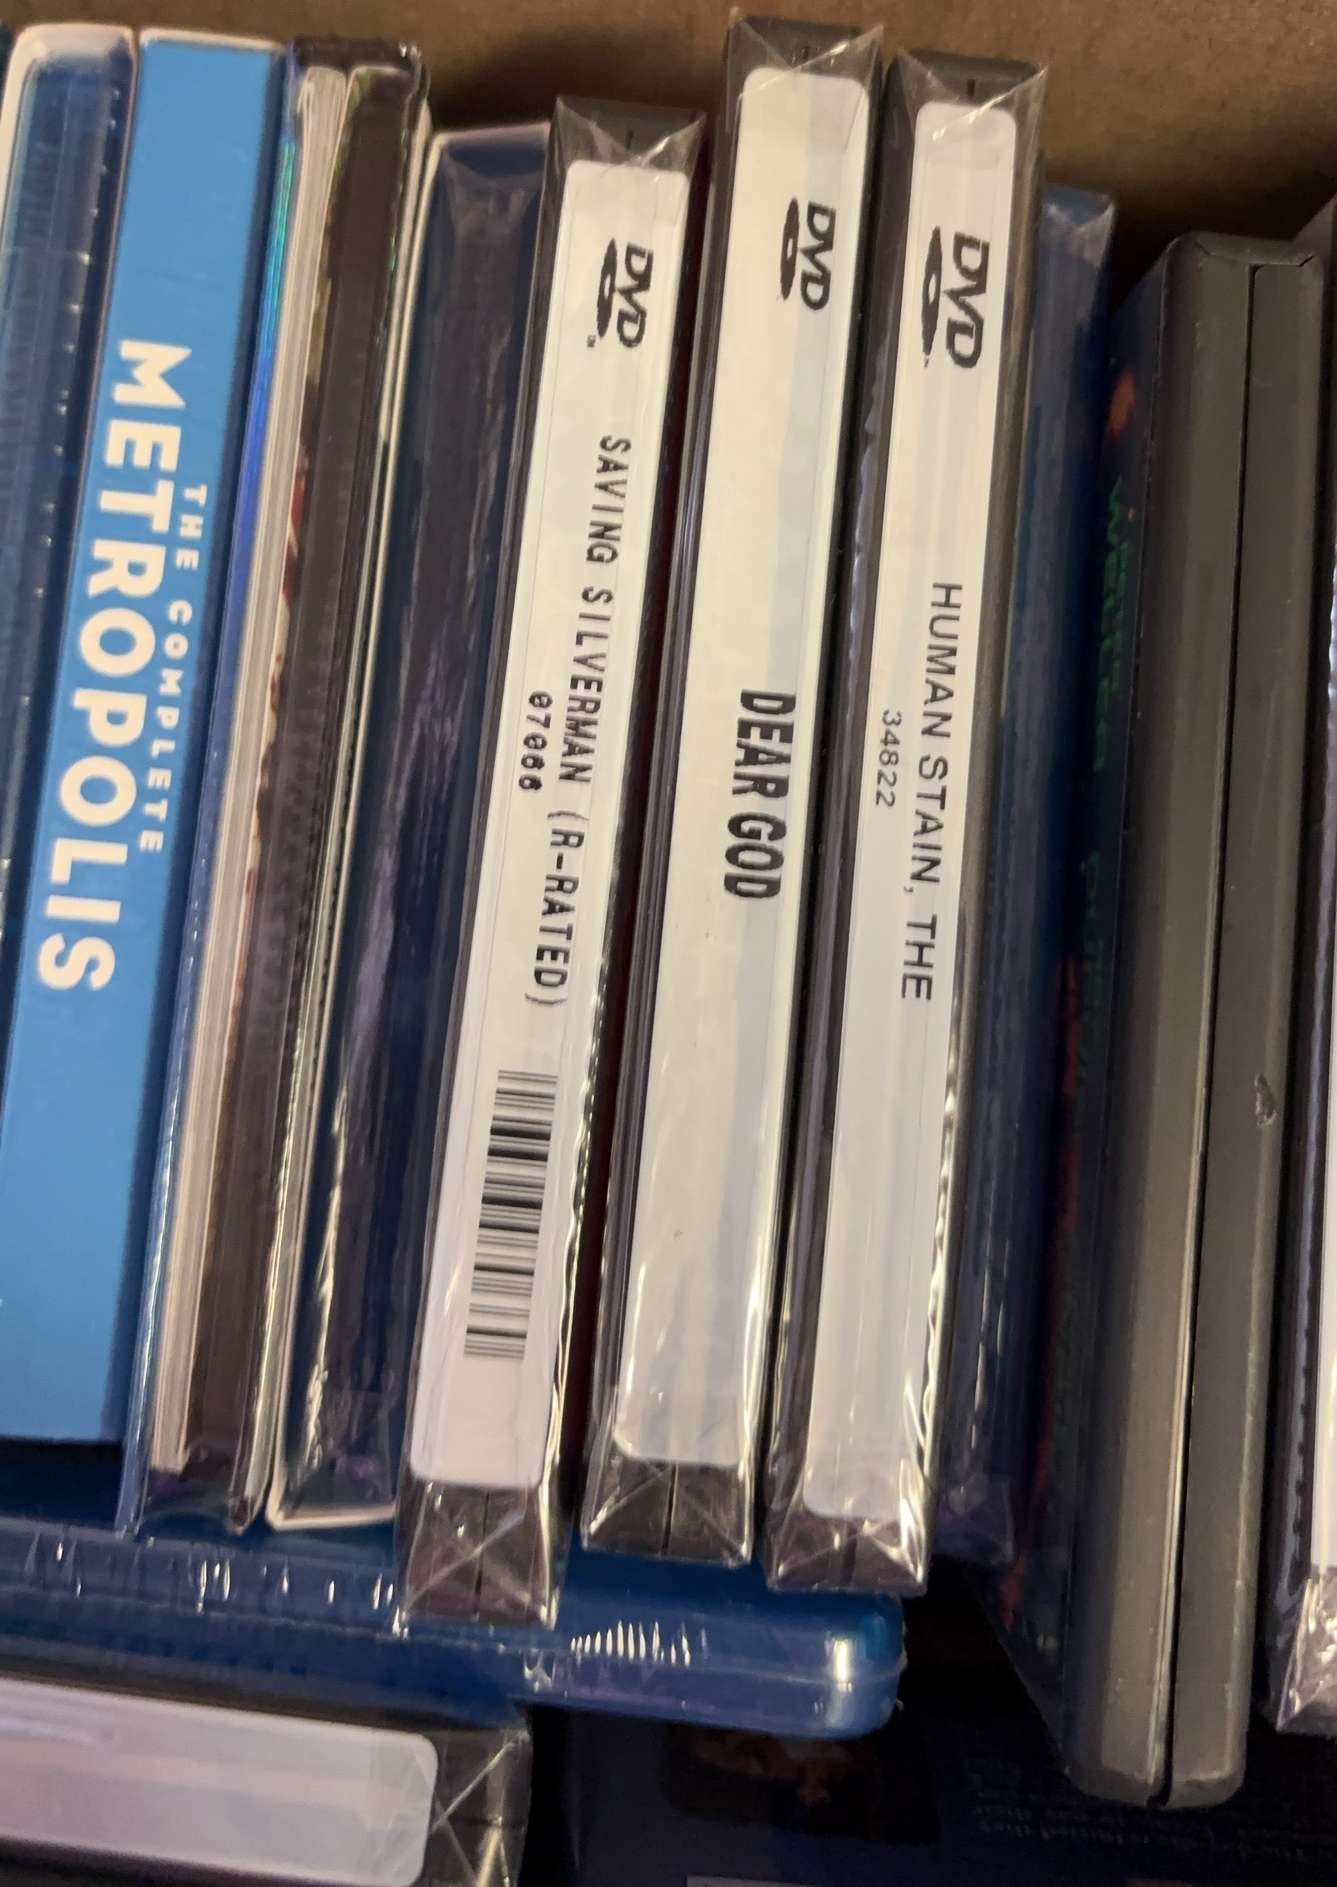 THE COMPLETE
METROPOLIS
DVD
SAVING SILVERMAN (R-RATED)
07066
DVD
DEAR GOD
DVD
HUMAN STAIN, THE
34822